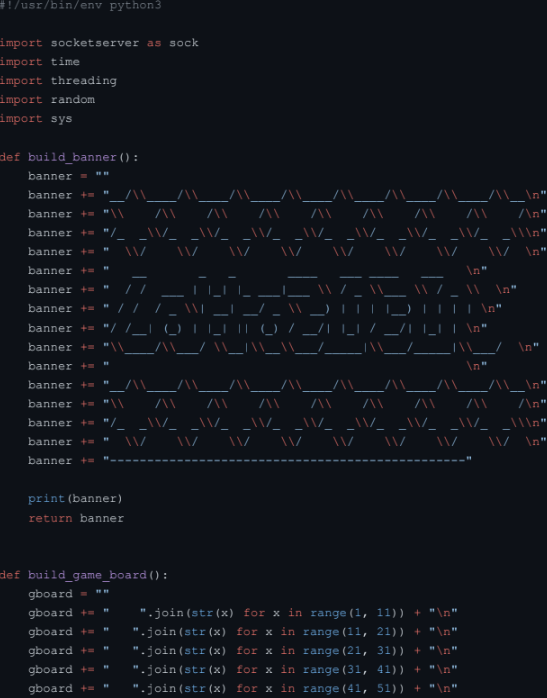 #!/usr/bin/env python3
import socketserver as sock
import time
import threading
import random
import sys
def build_banner():
    banner = ""
    banner += "__/\\____/\\____/\\____/\\____/\\____/\\____/\\____/\\__\n"
    banner += "\\    /\\    /\\    /\\    /\\    /\\    /\\    /\\    /\n"
    banner += "/_  _\\/_  _\\/_  _\\/_  _\\/_  _\\/_  _\\/_  _\\/_  _\\\n"
    banner += "  \\/    \\/    \\/    \\/    \\/    \\/    \\/    \\/  \n"
    banner += "   __       _   _       ____   ___ ____   ___   \n"
    banner += "  / /  ___ | |_| |_ ___|___ \\ / _ \\___ \\ / _ \\  \n"
    banner += " / /  / _ \\| __| __/ _ \\ __) | | | |__) | | | | \n"
    banner += "/ /__| (_) | |_| || (_) / __/| |_| / __/| |_| | \n"
    banner += "\\____/\\___/ \\__|\\__\\___/_____|\\___/_____|\\___/  \n"
    banner += "                                                \n"
    banner += "__/\\____/\\____/\\____/\\____/\\____/\\____/\\____/\\__\n"
    banner += "\\    /\\    /\\    /\\    /\\    /\\    /\\    /\\    /\n"
    banner += "/_  _\\/_  _\\/_  _\\/_  _\\/_  _\\/_  _\\/_  _\\/_  _\\\n"
    banner += "  \\/    \\/    \\/    \\/    \\/    \\/    \\/    \\/  \n"
    banner += "------------------------------------------------"
    print(banner)
    return banner
def build_game_board():
    gboard = ""
    gboard += "    ".join(str(x) for x in range(1, 11)) + "\n"
    gboard += "   ".join(str(x) for x in range(11, 21)) + "\n"
    gboard += "   ".join(str(x) for x in range(21, 31)) + "\n"
    gboard += "   ".join(str(x) for x in range(31, 41)) + "\n"
    gboard += "   ".join(str(x) for x in range(41, 51)) + "\n"